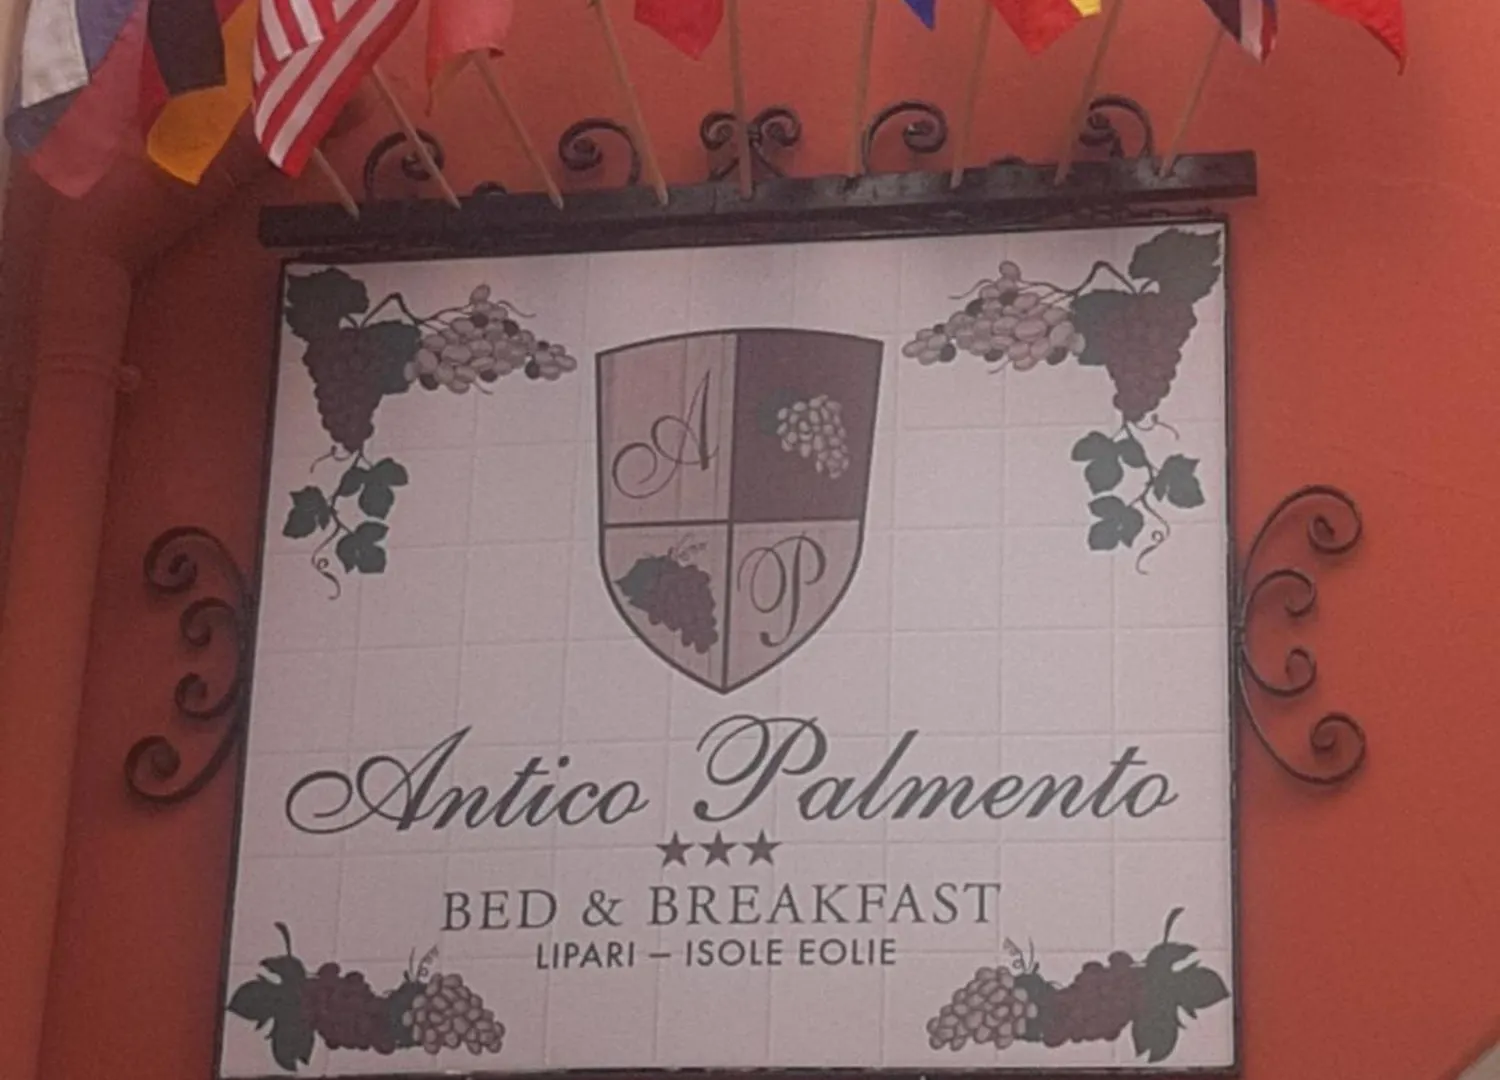 A
P
Antico Palmento
★★★
BED & BREAKFAST
LIPARI – ISOLE EOLIE